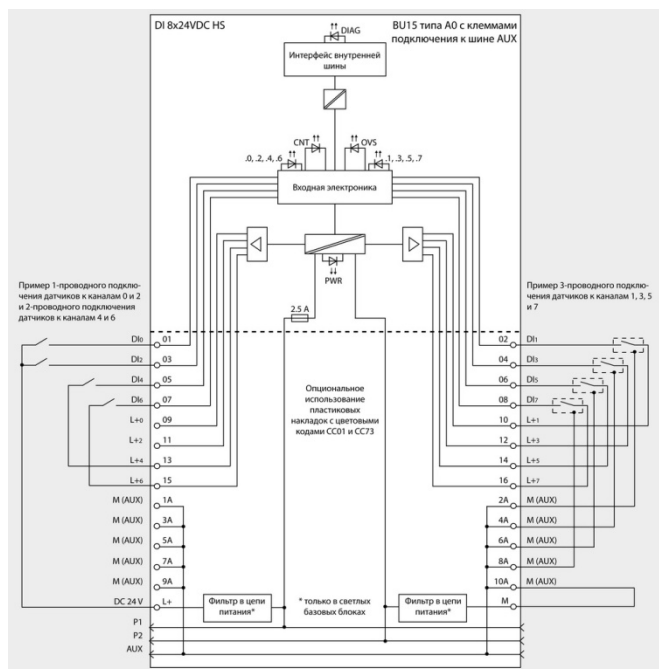 DI 8x24VDC HS
BU15 типа A0 с клеммами
подключения к шине AUX
DIAG
Интерфейс внутренней
шины
CNT
OVS
.0, .2, .4, .6
.1, .3, .5, .7
Входная электроника
PWR
2.5 A
Пример 1-проводного подклю-
чения датчиков к каналам 0 и 2
и 2-проводного подключения
датчиков к каналам 4 и 6
Пример 3-проводного подклю-
чения датчиков к каналам 1, 3, 5
и 7
DI0 01
02 DI1
DI2 03
04 DI3
DI4 05
06 DI5
DI6 07
08 DI7
L+0 09
10 L+1
L+2 11
12 L+3
L+4 13
14 L+5
L+6 15
16 L+7
Опциональное
использование
пластиковых
накладок с цветовыми
кодами CC01 и CC73
M (AUX) 1A
2A M (AUX)
M (AUX) 3A
4A M (AUX)
M (AUX) 5A
6A M (AUX)
M (AUX) 7A
8A M (AUX)
M (AUX) 9A
10A M (AUX)
DC 24 V L+
Фильтр в цепи
питания*
* только в светлых
базовых блоках
Фильтр в цепи
питания*
M
P1
P2
AUX